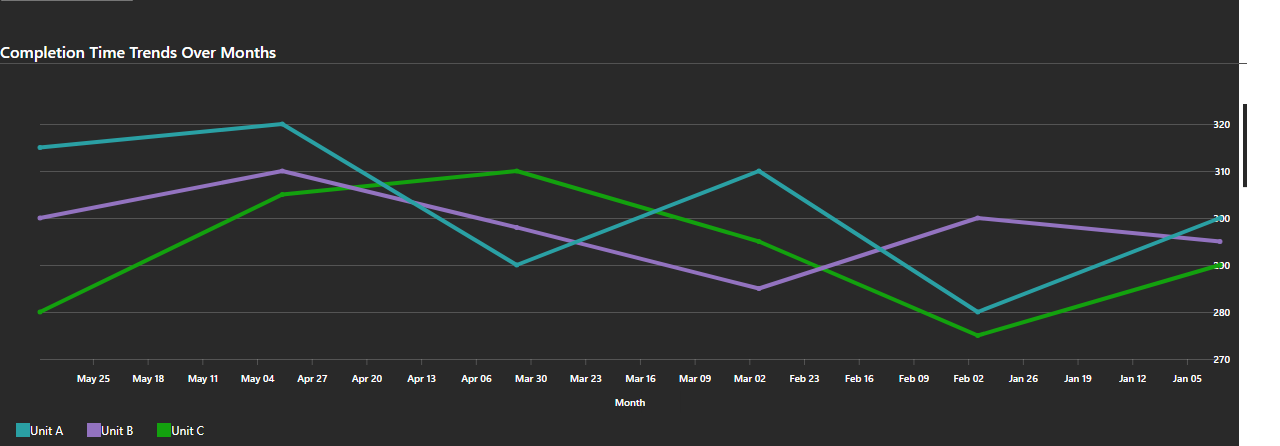 Completion Time Trends Over Months
320
310
300
290
280
270
May 25 May 18 May 11 May 04 Apr 27 Apr 20 Apr 13 Apr 06 Mar 30 Mar 23 Mar 16 Mar 09 Mar 02 Feb 23 Feb 16 Feb 09 Feb 02 Jan 26 Jan 19 Jan 12 Jan 05
Month
Unit A Unit B Unit C